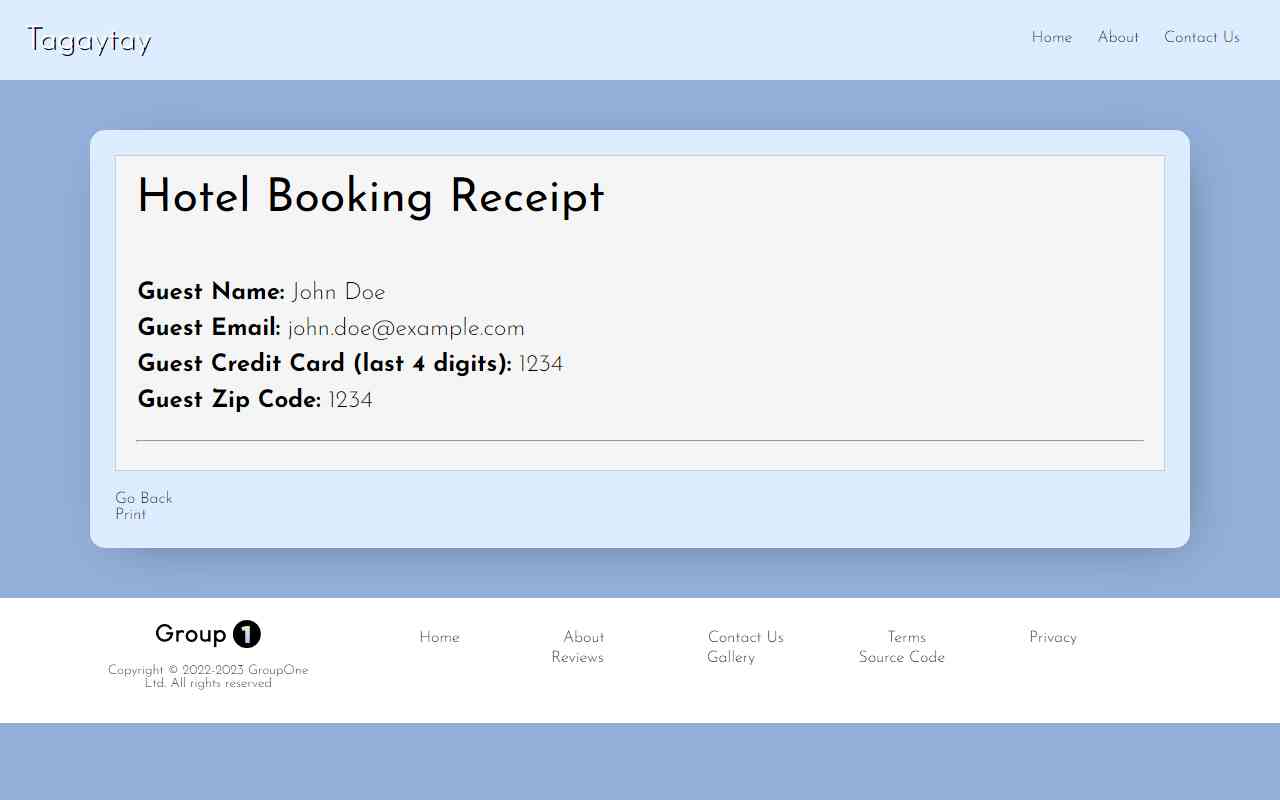 Tagaytay
Home About Contact Us
Hotel Booking Receipt
Guest Name: John Doe
Guest Email: john.doe@example.com
Guest Credit Card (last 4 digits): 1234
Guest Zip Code: 1234
Go Back
Print
Group 1
Copyright © 2022-2023 GroupOne
Ltd. All rights reserved
Home About Contact Us Terms Privacy
Reviews Gallery Source Code